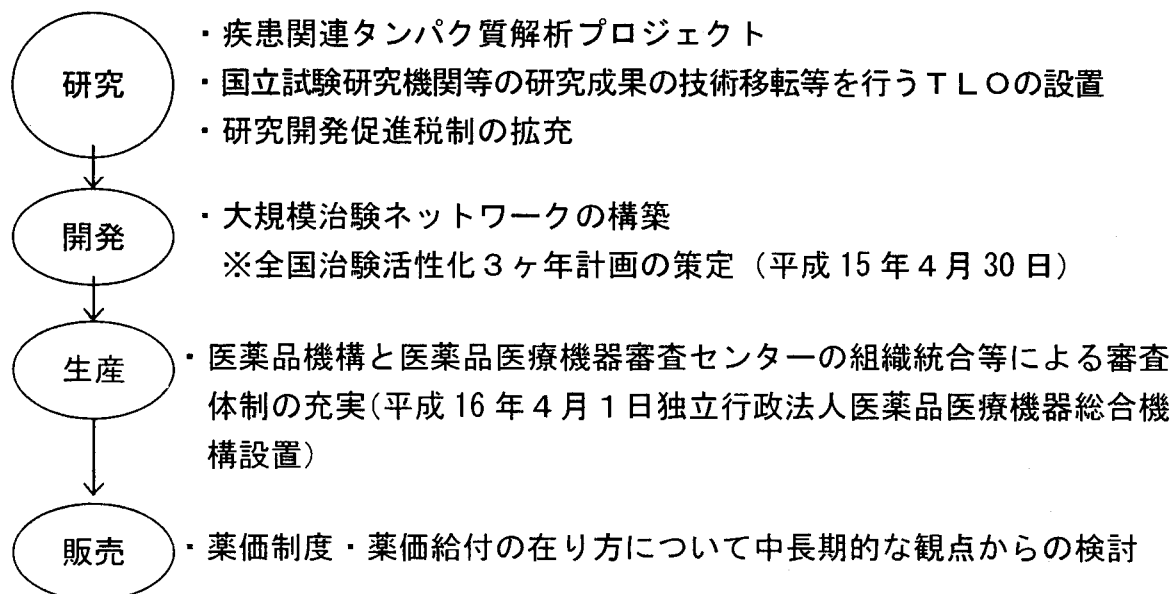 研究
・疾患関連タンパク質解析プロジェクト
・国立試験研究機関等の研究成果の技術移転等を行うＴＬＯの設置
・研究開発促進税制の拡充
開発
・大規模治験ネットワークの構築
※全国治験活性化３ヶ年計画の策定（平成15年４月30日）
生産
・医薬品機構と医薬品医療機器審査センターの組織統合等による審査
体制の充実(平成16年４月１日独立行政法人医薬品医療機器総合機
構設置)
販売
・薬価制度・薬価給付の在り方について中長期的な観点からの検討